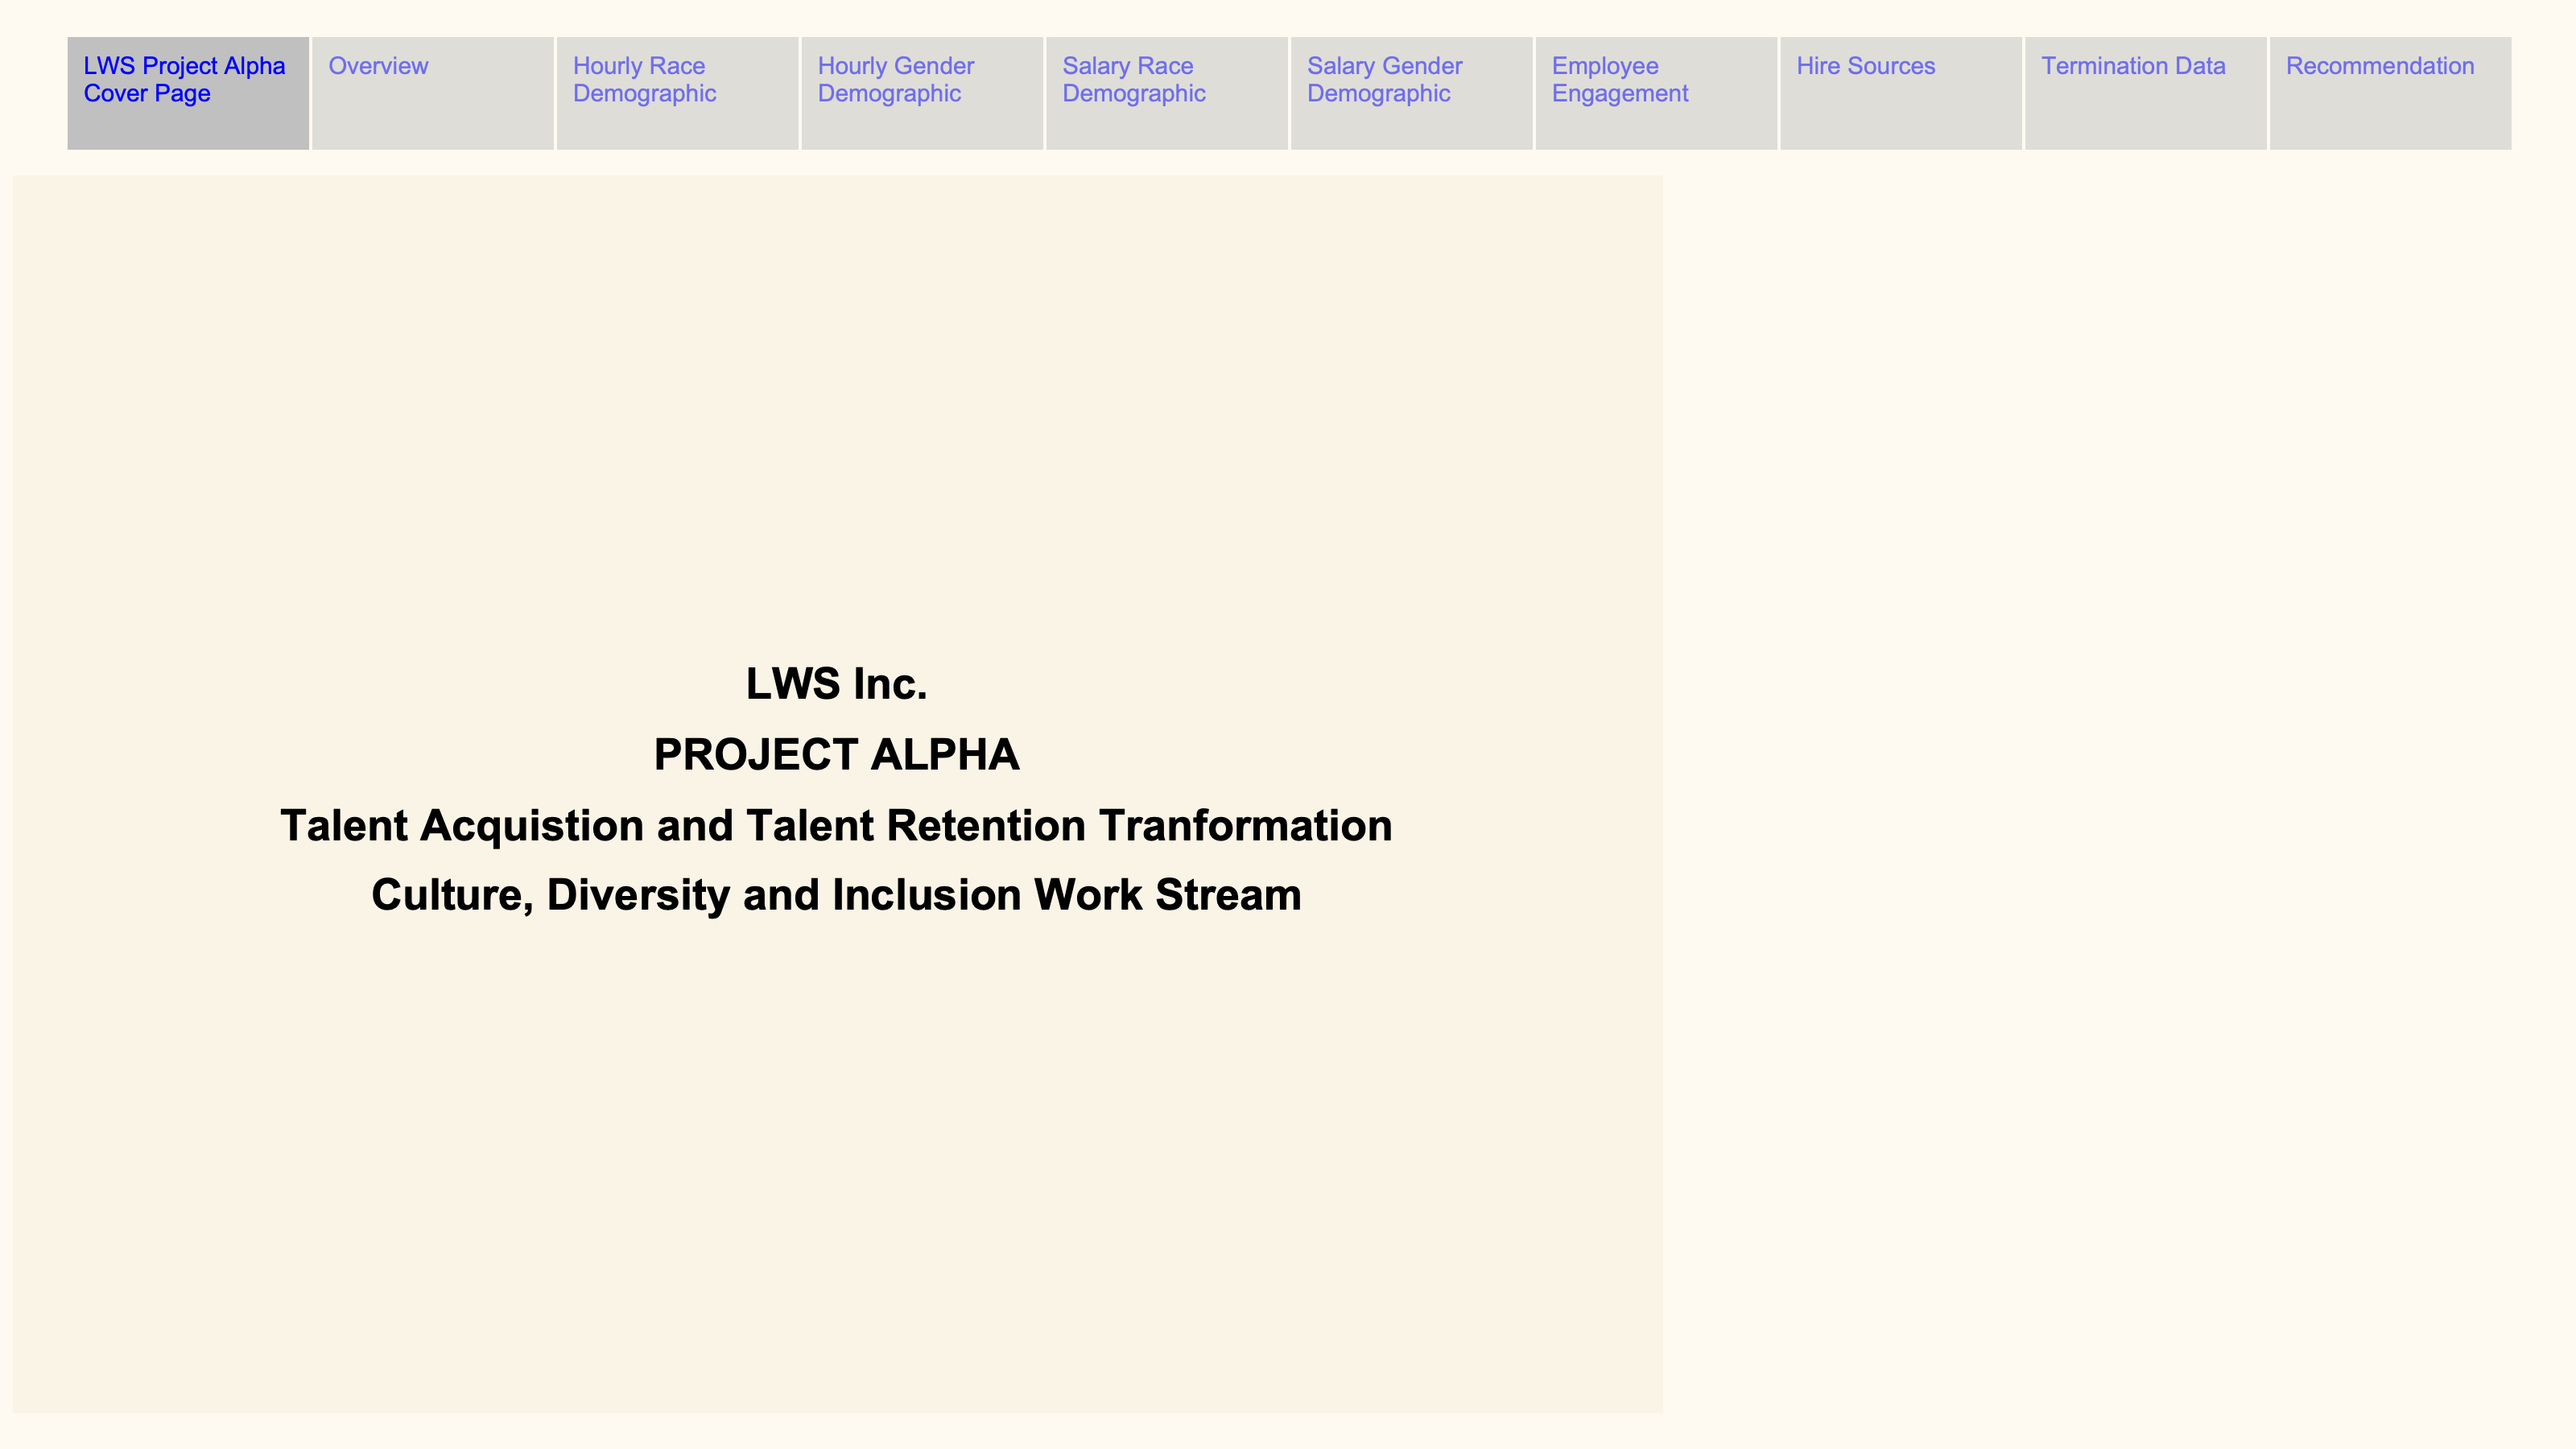 LWS Project Alpha
Cover Page
Overview
Hourly Race
Demographic
Hourly Gender
Demographic
Salary Race
Demographic
Salary Gender
Demographic
Employee
Engagement
Hire Sources
Termination Data
Recommendation
LWS Inc.
PROJECT ALPHA
Talent Acquistion and Talent Retention Tranformation
Culture, Diversity and Inclusion Work Stream